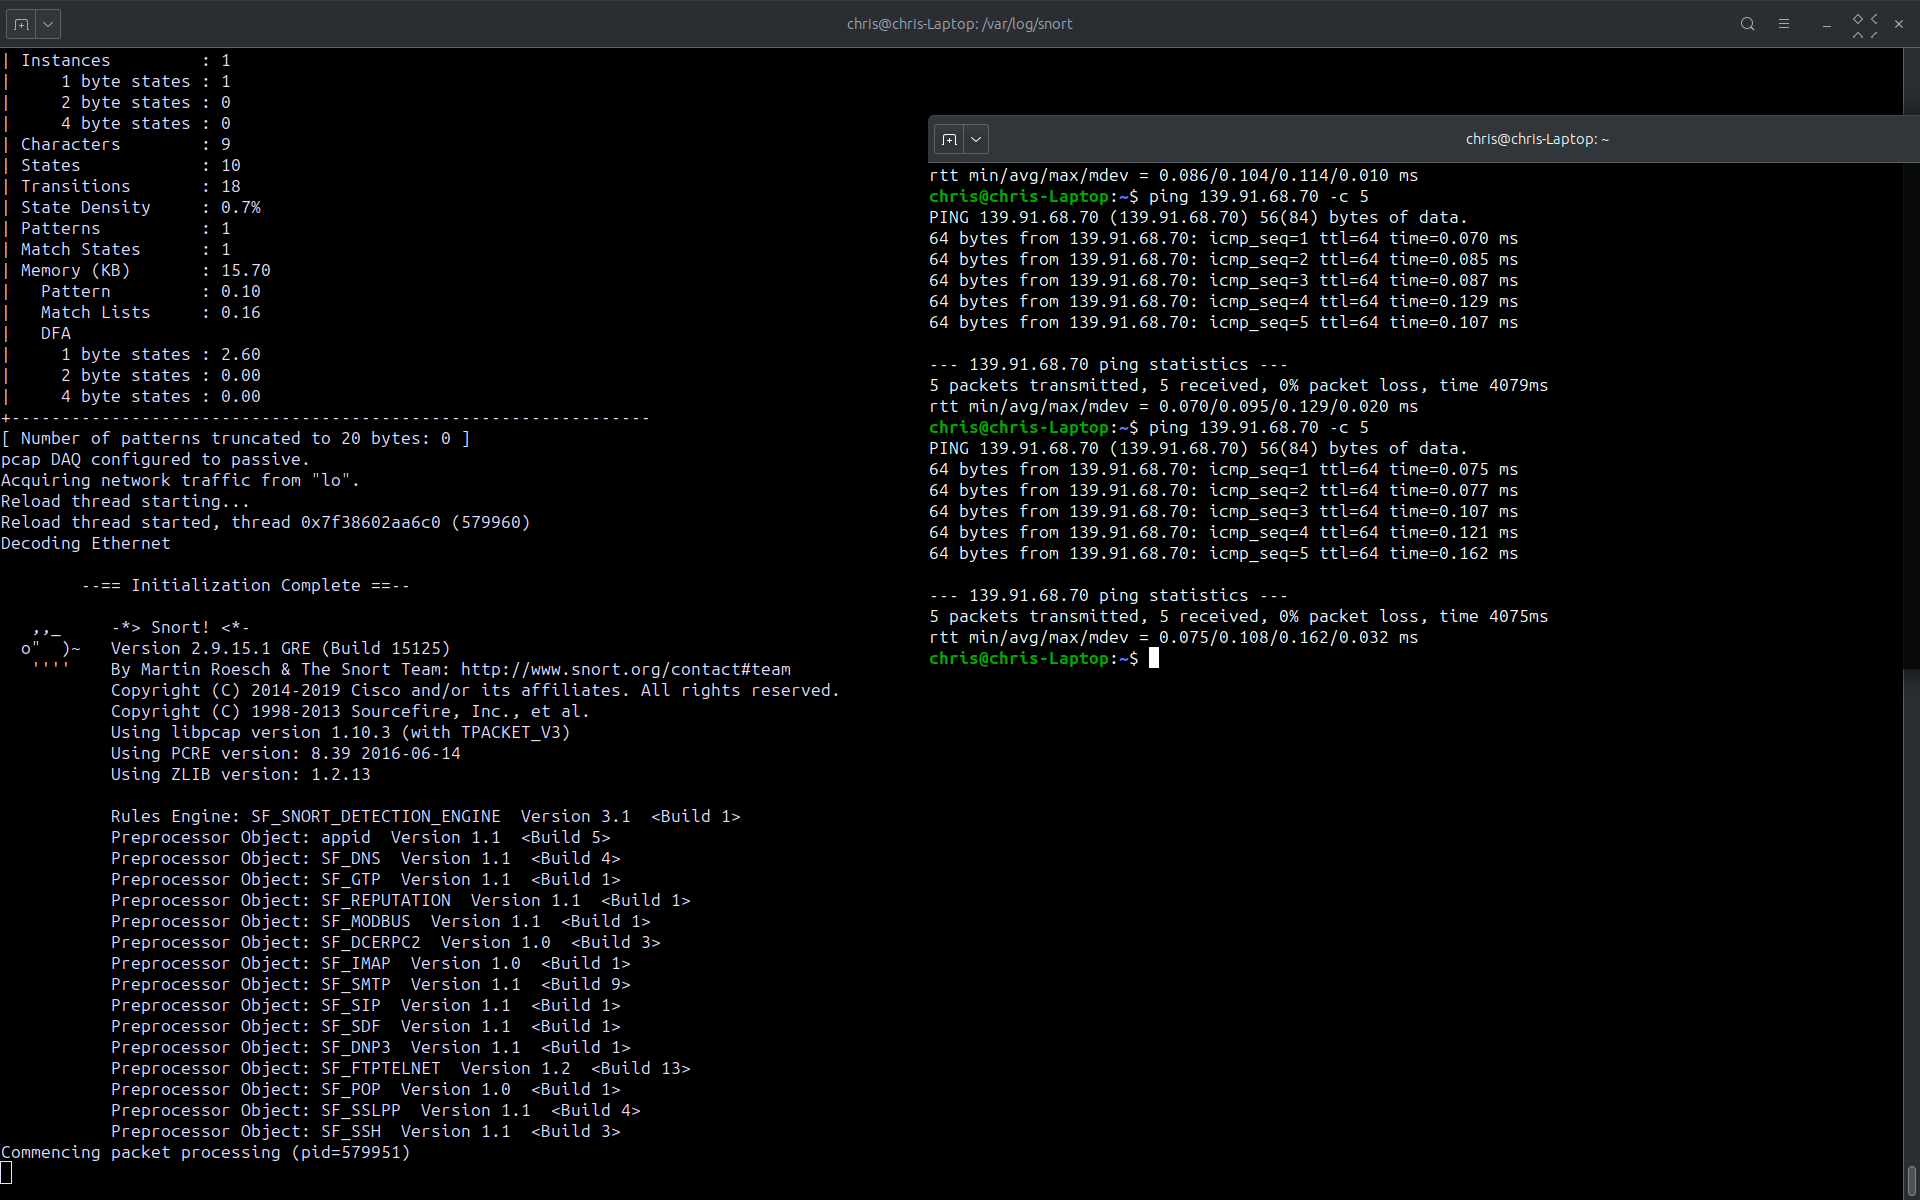 chris@chris-Laptop: /var/log/snort
| Instances         : 1
|     1 byte states : 1
|     2 byte states : 0
|     4 byte states : 0
| Characters        : 9
| States            : 10
| Transitions       : 18
| State Density     : 0.7%
| Patterns          : 1
| Match States      : 1
| Memory (KB)       : 15.70
|   Pattern         : 0.10
|   Match Lists     : 0.16
|   DFA
|     1 byte states : 2.60
|     2 byte states : 0.00
|     4 byte states : 0.00
+----------------------------------------------------------------
[ Number of patterns truncated to 20 bytes: 0 ]
pcap DAQ configured to passive.
Acquiring network traffic from "lo".
Reload thread starting...
Reload thread started, thread 0x7f38602aa6c0 (579960)
Decoding Ethernet
        --== Initialization Complete ==--
   ,,_     -*> Snort! <*-
  o"  )~   Version 2.9.15.1 GRE (Build 15125)
   ''''    By Martin Roesch & The Snort Team: http://www.snort.org/contact#team
           Copyright (C) 2014-2019 Cisco and/or its affiliates. All rights reserved.
           Copyright (C) 1998-2013 Sourcefire, Inc., et al.
           Using libpcap version 1.10.3 (with TPACKET_V3)
           Using PCRE version: 8.39 2016-06-14
           Using ZLIB version: 1.2.13
           Rules Engine: SF_SNORT_DETECTION_ENGINE  Version 3.1  <Build 1>
           Preprocessor Object: appid  Version 1.1  <Build 5>
           Preprocessor Object: SF_DNS  Version 1.1  <Build 4>
           Preprocessor Object: SF_GTP  Version 1.1  <Build 1>
           Preprocessor Object: SF_REPUTATION  Version 1.1  <Build 1>
           Preprocessor Object: SF_MODBUS  Version 1.1  <Build 1>
           Preprocessor Object: SF_DCERPC2  Version 1.0  <Build 3>
           Preprocessor Object: SF_IMAP  Version 1.0  <Build 1>
           Preprocessor Object: SF_SMTP  Version 1.1  <Build 9>
           Preprocessor Object: SF_SIP  Version 1.1  <Build 1>
           Preprocessor Object: SF_SDF  Version 1.1  <Build 1>
           Preprocessor Object: SF_DNP3  Version 1.1  <Build 1>
           Preprocessor Object: SF_FTPTELNET  Version 1.2  <Build 13>
           Preprocessor Object: SF_POP  Version 1.0  <Build 1>
           Preprocessor Object: SF_SSLPP  Version 1.1  <Build 4>
           Preprocessor Object: SF_SSH  Version 1.1  <Build 3>
Commencing packet processing (pid=579951)
chris@chris-Laptop: ~
rtt min/avg/max/mdev = 0.086/0.104/0.114/0.010 ms
chris@chris-Laptop:~$ ping 139.91.68.70 -c 5
PING 139.91.68.70 (139.91.68.70) 56(84) bytes of data.
64 bytes from 139.91.68.70: icmp_seq=1 ttl=64 time=0.070 ms
64 bytes from 139.91.68.70: icmp_seq=2 ttl=64 time=0.085 ms
64 bytes from 139.91.68.70: icmp_seq=3 ttl=64 time=0.087 ms
64 bytes from 139.91.68.70: icmp_seq=4 ttl=64 time=0.129 ms
64 bytes from 139.91.68.70: icmp_seq=5 ttl=64 time=0.107 ms
--- 139.91.68.70 ping statistics ---
5 packets transmitted, 5 received, 0% packet loss, time 4079ms
rtt min/avg/max/mdev = 0.070/0.095/0.129/0.020 ms
chris@chris-Laptop:~$ ping 139.91.68.70 -c 5
PING 139.91.68.70 (139.91.68.70) 56(84) bytes of data.
64 bytes from 139.91.68.70: icmp_seq=1 ttl=64 time=0.075 ms
64 bytes from 139.91.68.70: icmp_seq=2 ttl=64 time=0.077 ms
64 bytes from 139.91.68.70: icmp_seq=3 ttl=64 time=0.107 ms
64 bytes from 139.91.68.70: icmp_seq=4 ttl=64 time=0.121 ms
64 bytes from 139.91.68.70: icmp_seq=5 ttl=64 time=0.162 ms
--- 139.91.68.70 ping statistics ---
5 packets transmitted, 5 received, 0% packet loss, time 4075ms
rtt min/avg/max/mdev = 0.075/0.108/0.162/0.032 ms
chris@chris-Laptop:~$